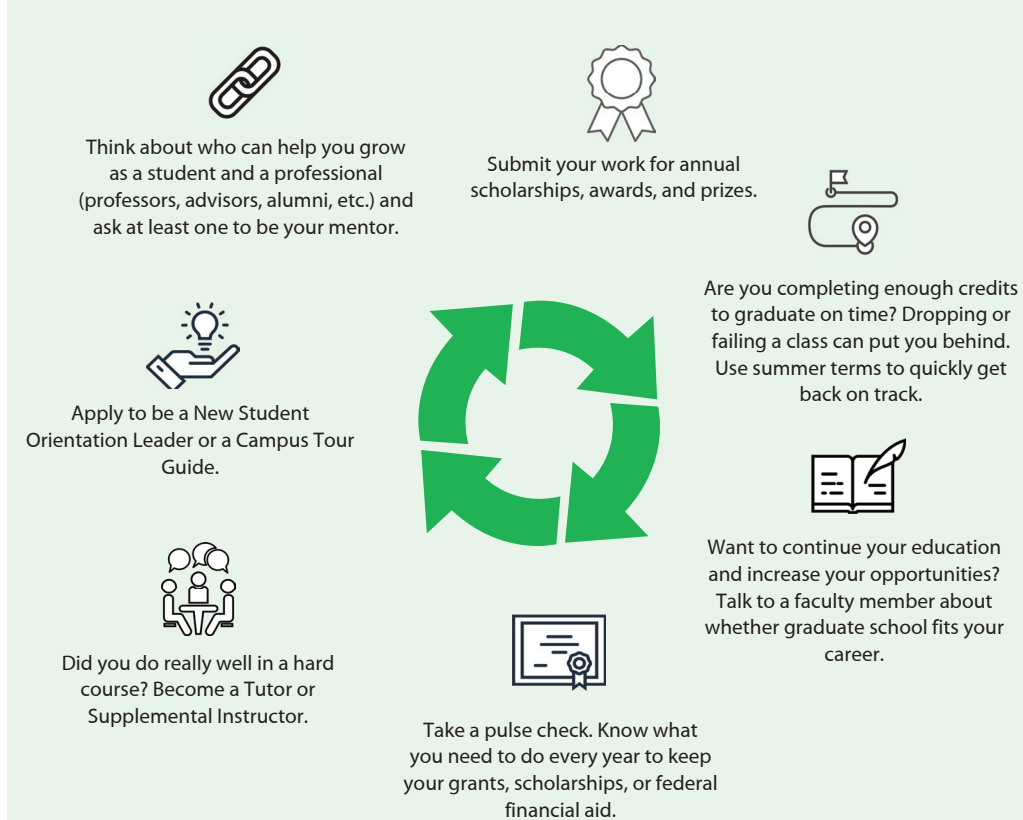 Think about who can help you grow
as a student and a professional
(professors, advisors, alumni, etc.) and
ask at least one to be your mentor.
Submit your work for annual
scholarships, awards, and prizes.
Are you completing enough credits
to graduate on time? Dropping or
failing a class can put you behind.
Use summer terms to quickly get
back on track.
Apply to be a New Student
Orientation Leader or a Campus Tour
Guide.
Want to continue your education
and increase your opportunities?
Talk to a faculty member about
whether graduate school fits your
career.
Did you do really well in a hard
course? Become a Tutor or
Supplemental Instructor.
Take a pulse check. Know what
you need to do every year to keep
your grants, scholarships, or federal
financial aid.